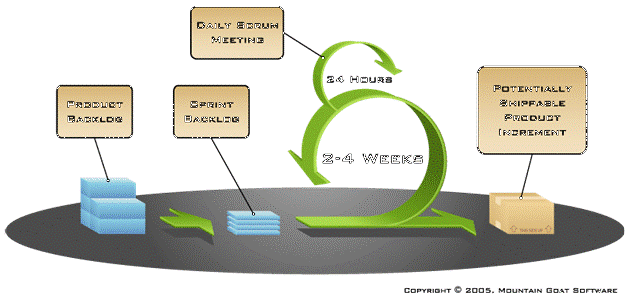 Daily Scrum
Meeting
24 Hours
Product
Backlog
Sprint
Backlog
Potentially
Shippable
Product
Increment
2-4 Weeks
Copyright © 2005, Mountain Goat Software